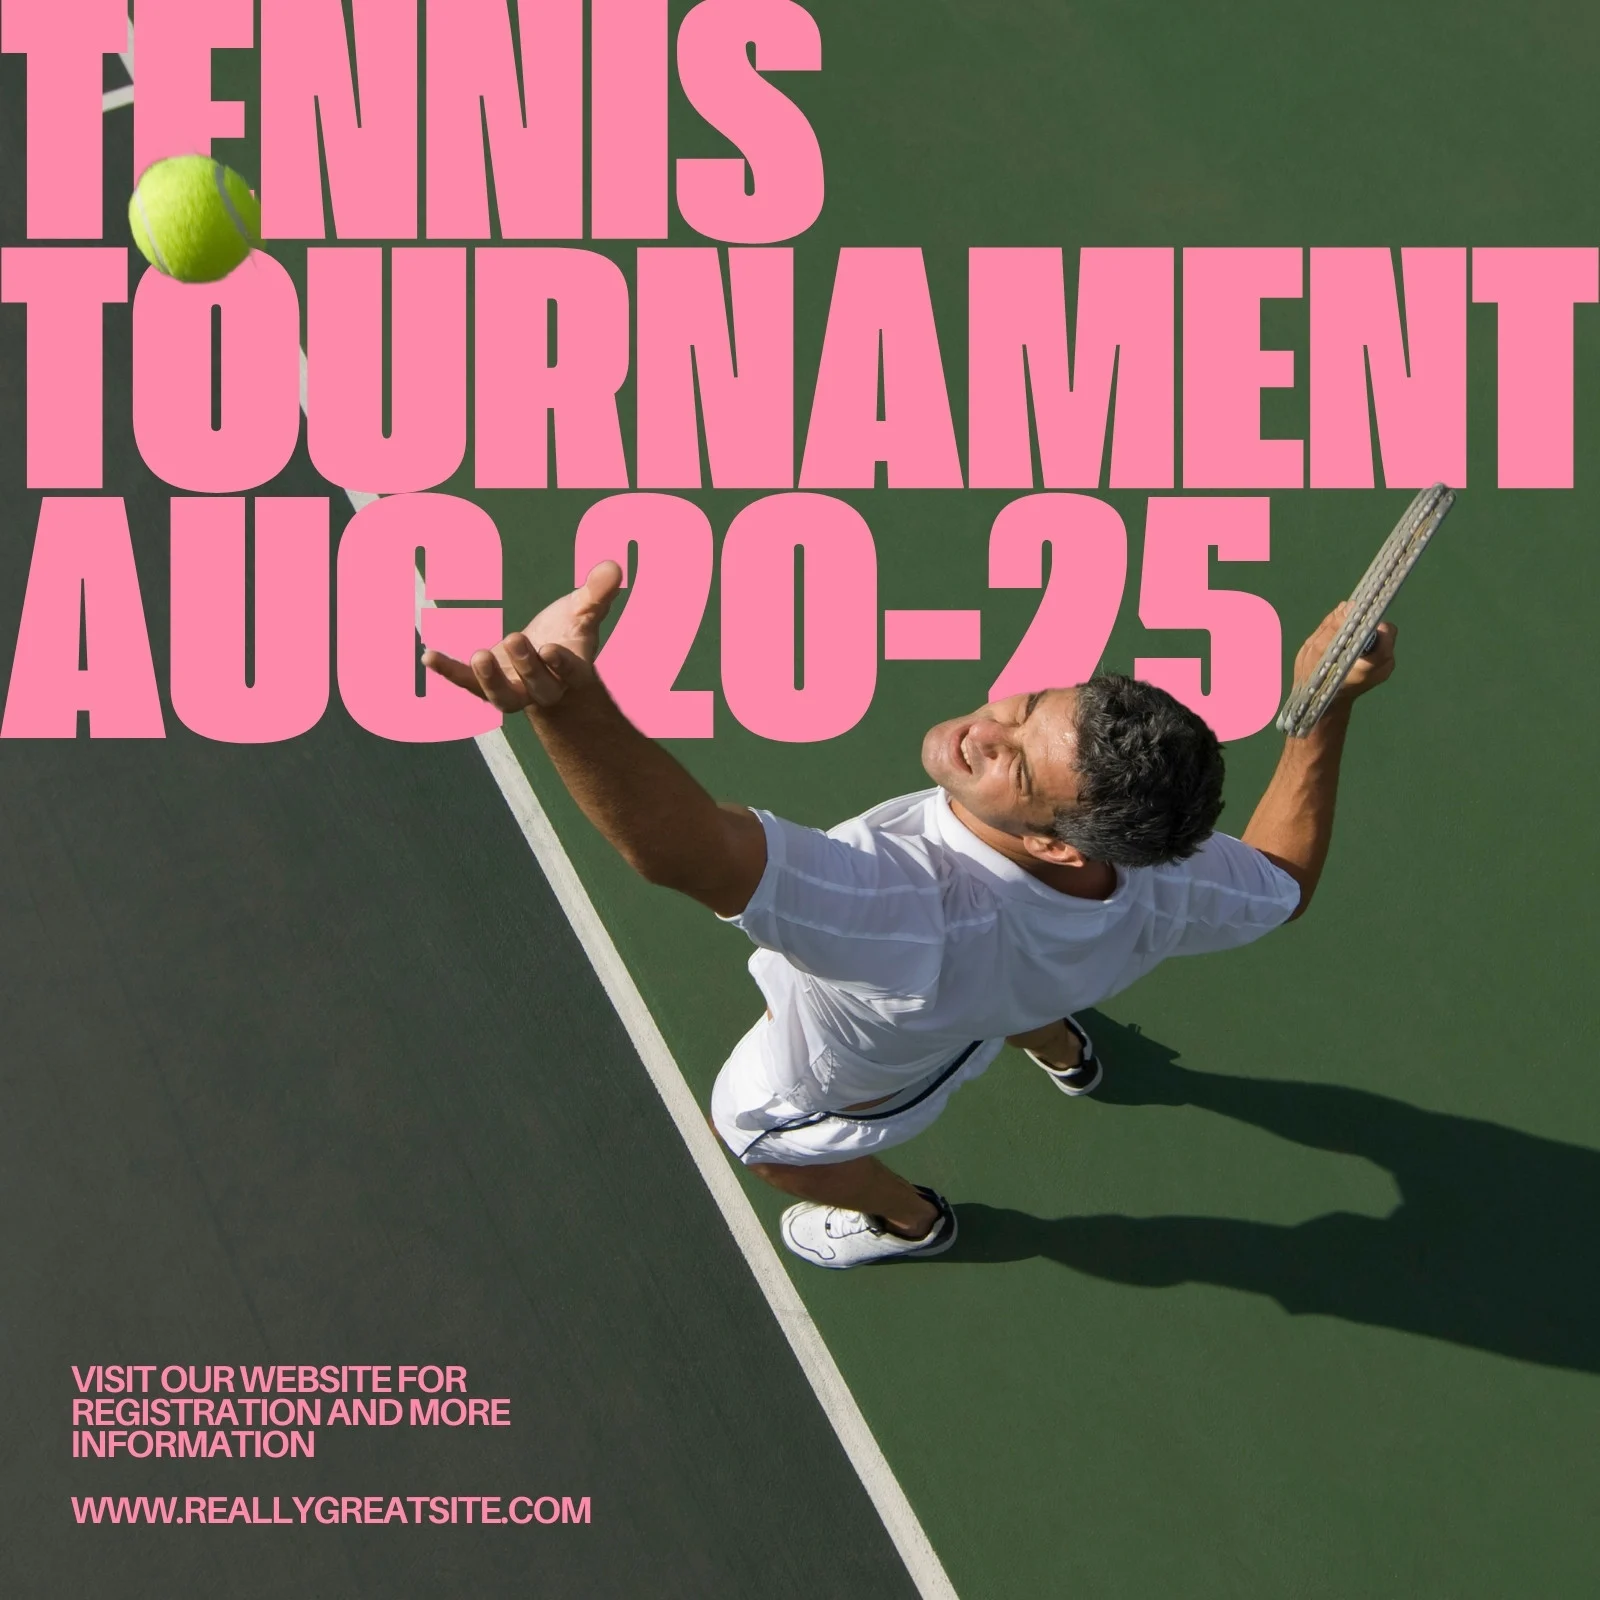 TENNIS
TOURNAMENT
AUG 20-25
VISIT OUR WEBSITE FOR
REGISTRATION AND MORE
INFORMATION
WWW.REALLYGREATSITE.COM